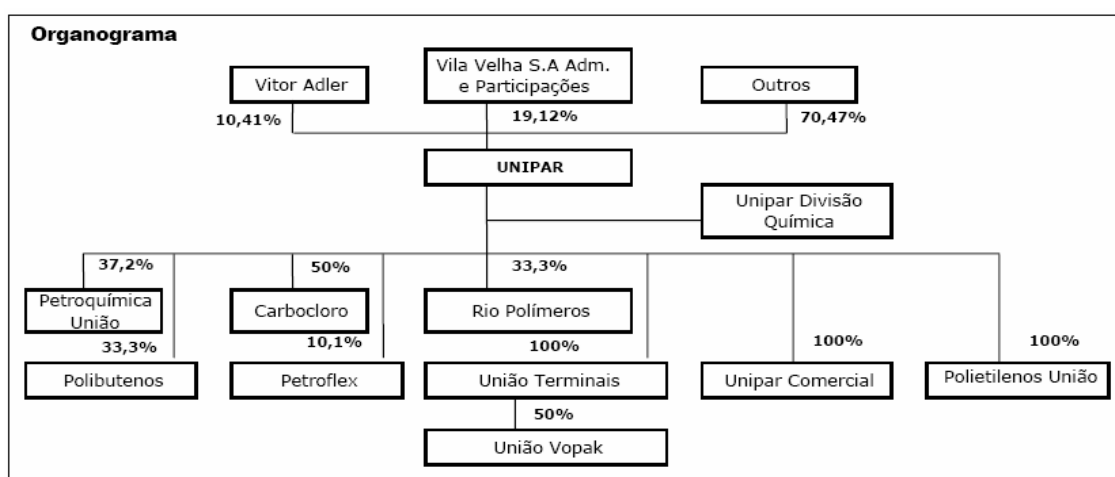 Organograma
Vitor Adler
Vila Velha S.A Adm.
e Participações
Outros
10,41%
19,12%
70,47%
UNIPAR
Unipar Divisão
Química
37,2%
50%
33,3%
Petroquímica
União
Carbocloro
Rio Polímeros
33,3%
10,1%
100%
100%
100%
Polibutenos
Petroflex
União Terminais
Unipar Comercial
Polietilenos União
50%
União Vopak